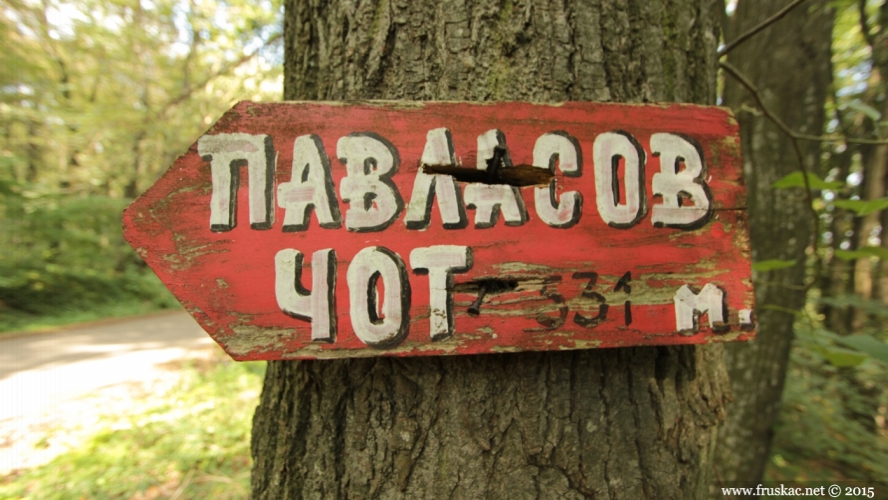 ПАВЛАСОВ
ЧОТ 531 м.
www.fruskac.net © 2015